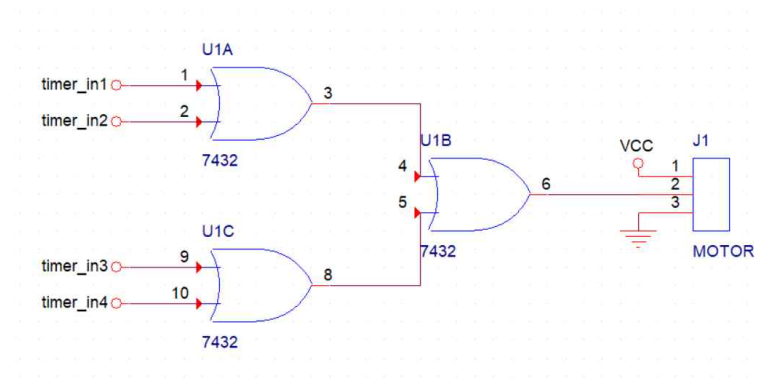 U1A
timer_in1
1
timer_in2
2
3
7432
U1B
4
5
6
7432
VCC
J1
1
2
3
MOTOR
U1C
timer_in3
9
timer_in4
10
8
7432